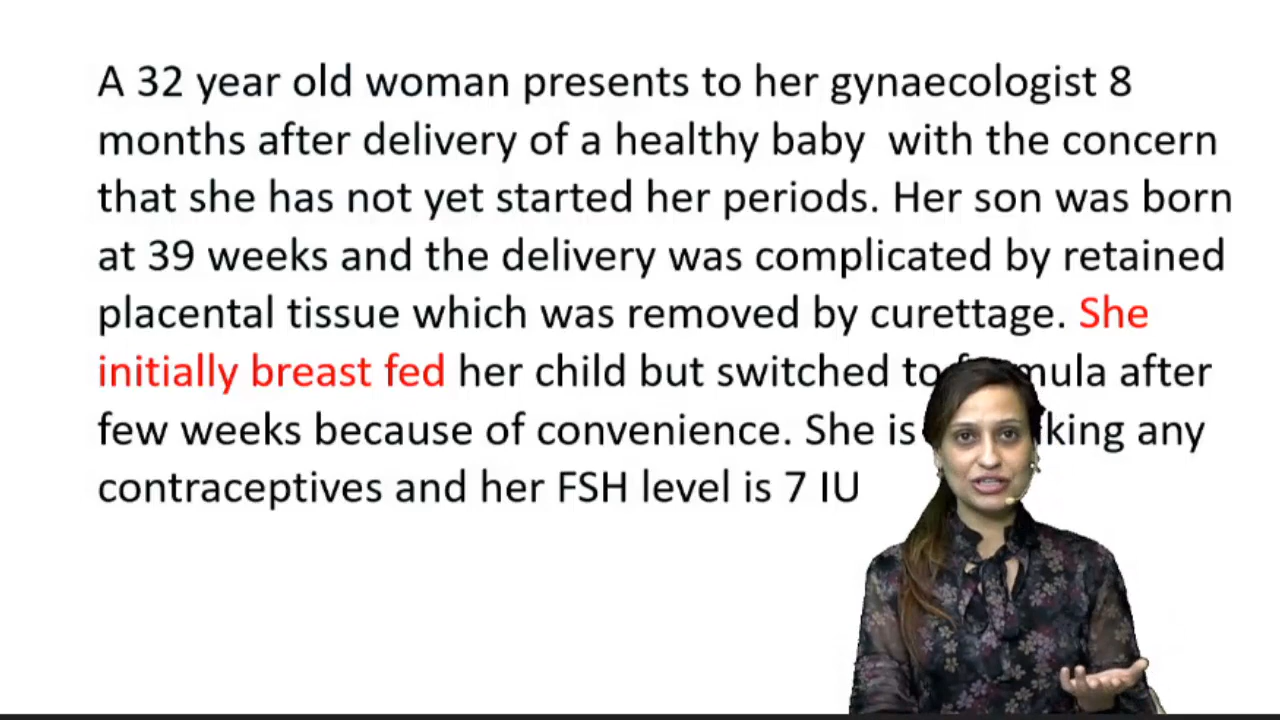 A 32 year old woman presents to her gynaecologist 8
months after delivery of a healthy baby with the concern
that she has not yet started her periods. Her son was born
at 39 weeks and the delivery was complicated by retained
placental tissue which was removed by curettage. She
initially breast fed her child but switched to after
few weeks because of convenience. She is any
contraceptives and her FSH level is 7 IU